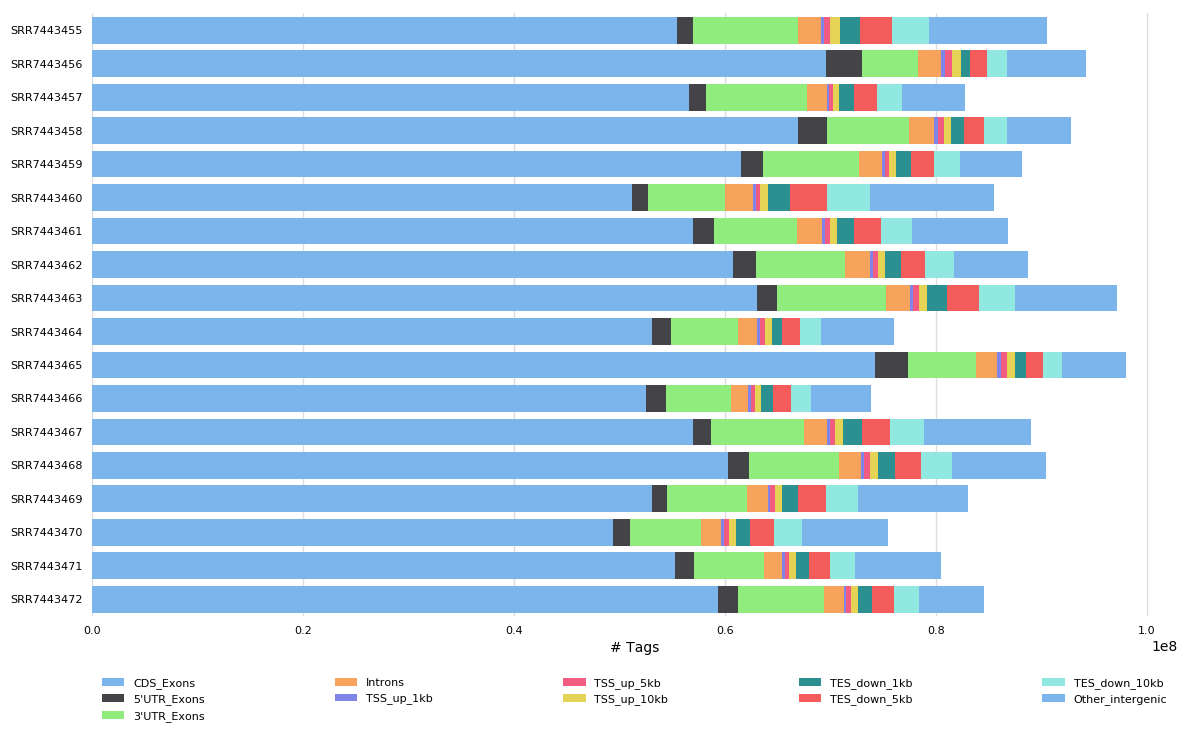 SRR7443455
SRR7443456
SRR7443457
SRR7443458
SRR7443459
SRR7443460
SRR7443461
SRR7443462
SRR7443463
SRR7443464
SRR7443465
SRR7443466
SRR7443467
SRR7443468
SRR7443469
SRR7443470
SRR7443471
SRR7443472
0.0 0.2 0.4 0.6 0.8 1.0
# Tags 1e8
CDS_Exons Introns TSS_up_5kb TES_down_1kb TES_down_10kb
5'UTR_Exons TSS_up_1kb TSS_up_10kb TES_down_5kb Other_intergenic
3'UTR_Exons